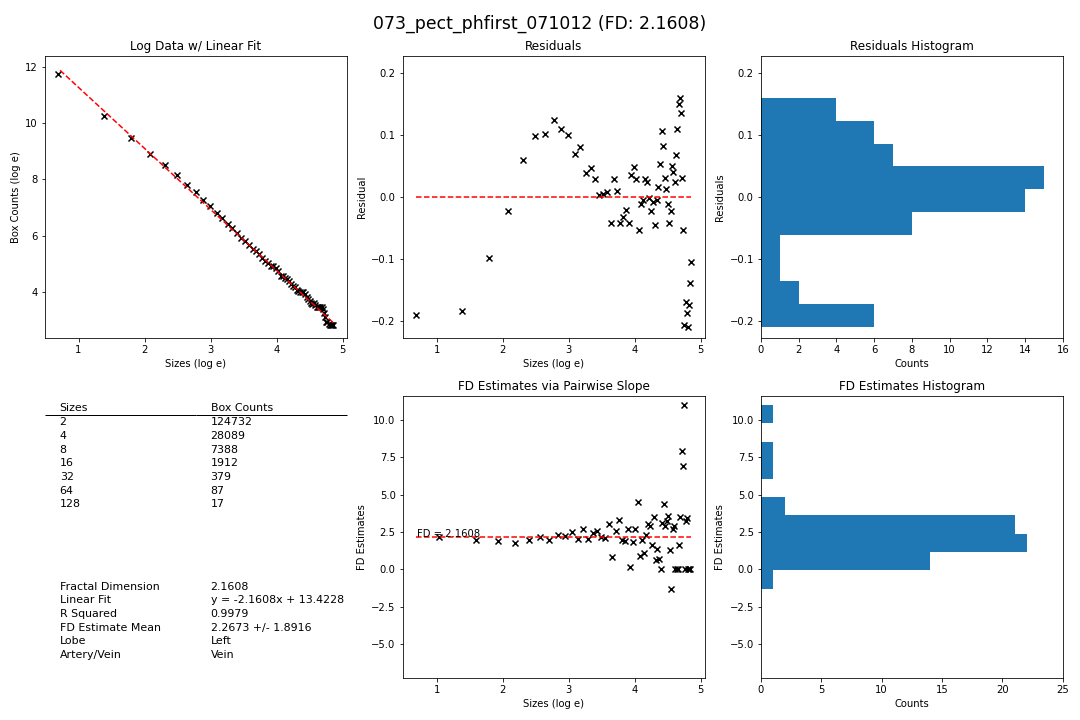 073_pect_phfirst_071012 (FD: 2.1608)
Log Data w/ Linear Fit
12
10
8
6
4
Box Counts (log e)
1 2 3 4 5
Sizes (log e)
Residuals
0.2
0.1
0.0
−0.1
−0.2
Residual
1 2 3 4 5
Sizes (log e)
Residuals Histogram
0.2
0.1
0.0
−0.1
−0.2
Residuals
0 2 4 6 8 10 12 14 16
Counts
Sizes Box Counts
2 124732
4 28089
8 7388
16 1912
32 379
64 87
128 17
Fractal Dimension 2.1608
Linear Fit y = -2.1608x + 13.4228
R Squared 0.9979
FD Estimate Mean 2.2673 +/- 1.8916
Lobe Left
Artery/Vein Vein
FD Estimates via Pairwise Slope
10.0
7.5
5.0
2.5
0.0
−2.5
−5.0
FD Estimates
FD = 2.1608
1 2 3 4 5
Sizes (log e)
FD Estimates Histogram
10.0
7.5
5.0
2.5
0.0
−2.5
−5.0
FD Estimates
0 5 10 15 20 25
Counts